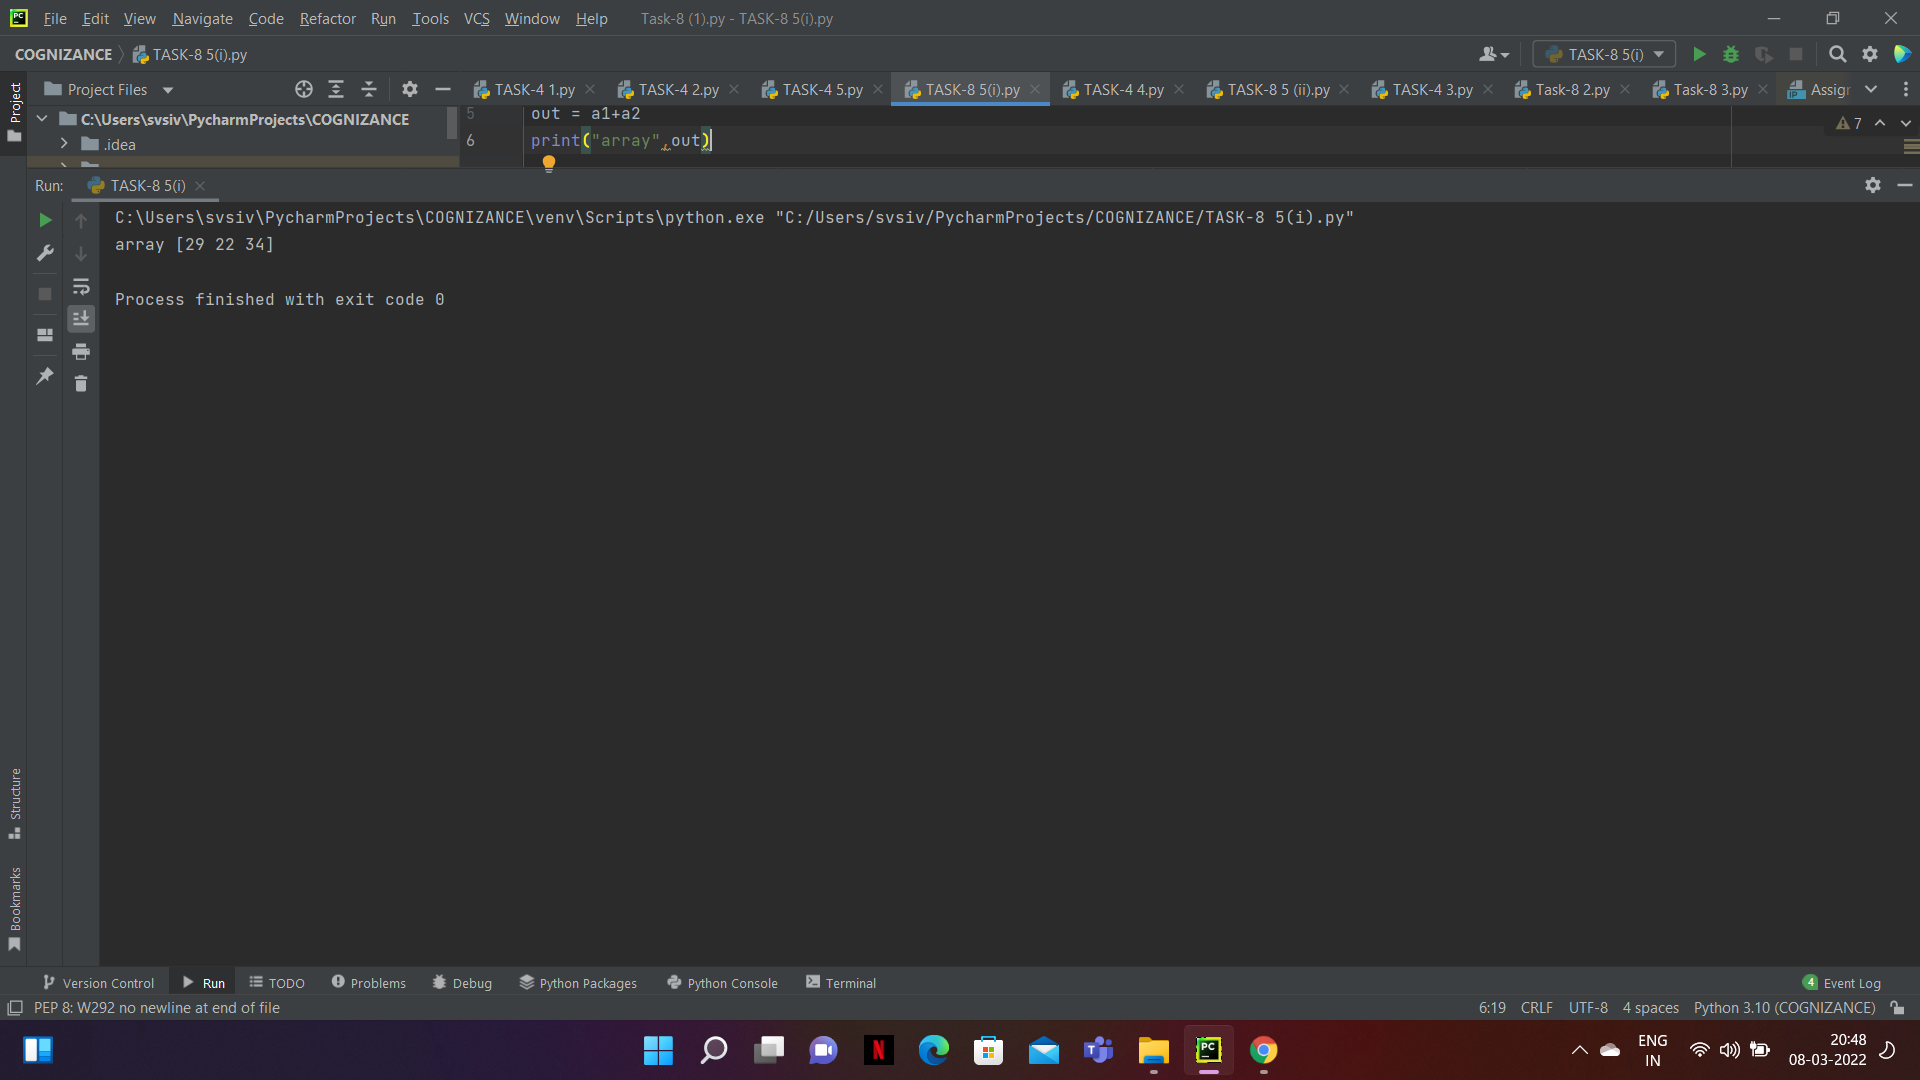 File Edit View Navigate Code Refactor Run Tools VCS Window Help Task-8 (1).py - TASK-8 5(i).py
COGNIZANCE TASK-8 5(i).py TASK-8 5(i)
Project
Project Files TASK-4 1.py TASK-4 2.py TASK-4 5.py TASK-8 5(i).py TASK-4 4.py TASK-8 5 (ii).py TASK-4 3.py Task-8 2.py Task-8 3.py Assigr
C:\Users\svsiv\PycharmProjects\COGNIZANCE
.idea
5 out = a1+a2
6 print("array",out)
7
Run: TASK-8 5(i)
C:\Users\svsiv\PycharmProjects\COGNIZANCE\venv\Scripts\python.exe "C:/Users/svsiv/PycharmProjects/COGNIZANCE/TASK-8 5(i).py"
array [29 22 34]
Process finished with exit code 0
Structure
Bookmarks
Version Control Run TODO Problems Debug Python Packages Python Console Terminal 4 Event Log
PEP 8: W292 no newline at end of file 6:19 CRLF UTF-8 4 spaces Python 3.10 (COGNIZANCE)
ENG 20:48
IN 08-03-2022